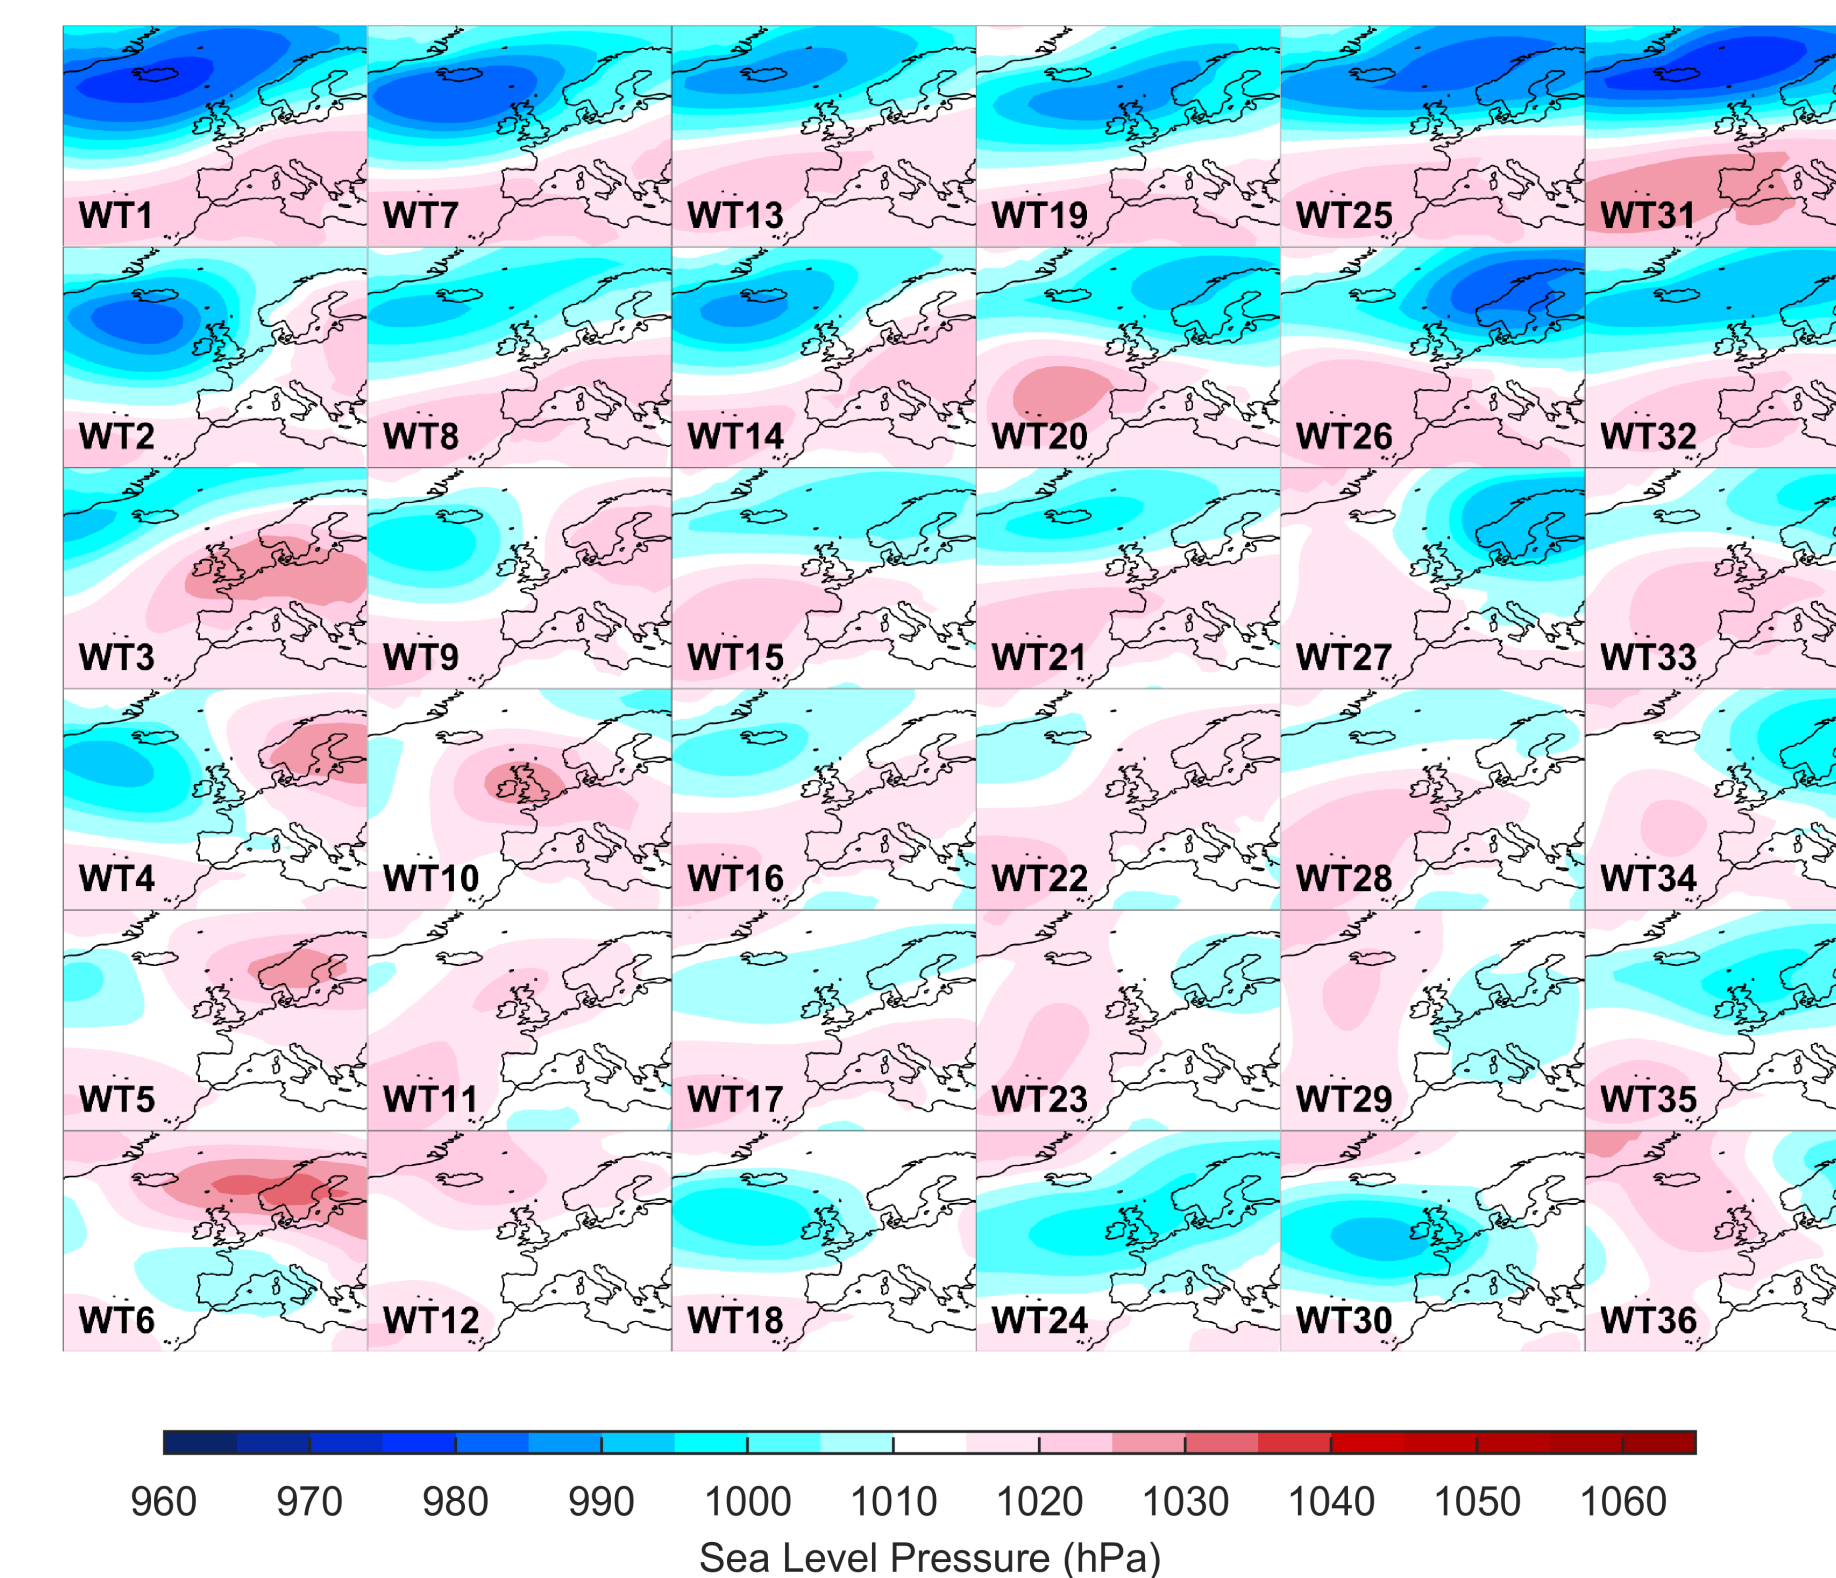 WT1 WT7 WT13 WT19 WT25 WT31
WT2 WT8 WT14 WT20 WT26 WT32
WT3 WT9 WT15 WT21 WT27 WT33
WT4 WT10 WT16 WT22 WT28 WT34
WT5 WT11 WT17 WT23 WT29 WT35
WT6 WT12 WT18 WT24 WT30 WT36
960 970 980 990 1000 1010 1020 1030 1040 1050 1060
Sea Level Pressure (hPa)